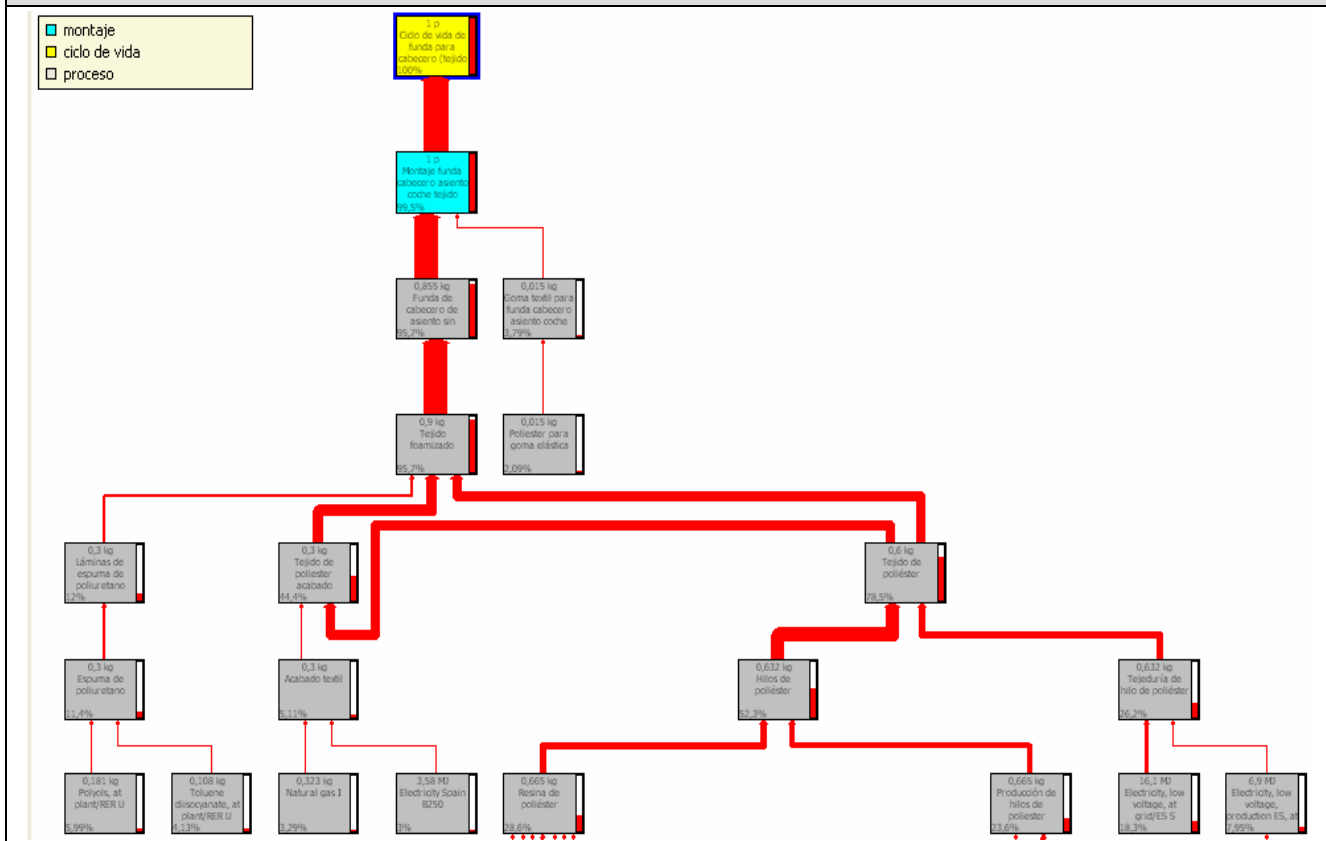 montaje
ciclo de vida
proceso
1 p
Ciclo de vida de
funda para
cabecero (tejido
100%
1 p
Montaje funda
cabecero asiento
coche tejido
99,5%
0,855 kg
Funda de
cabecero de
asiento sin
95,7%
0,015 kg
Goma textil para
funda cabecero
asiento coche
3,79%
0,9 kg
Tejido
foamizado
95,7%
0,015 kg
Poliester para
goma elástica
2,09%
0,3 kg
Láminas de
espuma de
poliuretano
12%
0,3 kg
Tejido de
poliester
acabado
44,4%
0,6 kg
Tejido de
poliéster
78,5%
0,3 kg
Espuma de
poliuretano
11,4%
0,3 kg
Acabado textil
5,11%
0,632 kg
Hilos de
poliéster
52,3%
0,632 kg
Tejeduría de
hilo de poliéster
26,2%
0,181 kg
Polyols, at
plant/RER U
5,99%
0,108 kg
Toluene
diisocyanate, at
plant/RER U
4,13%
0,323 kg
Natural gas I
3,29%
3,58 MJ
Electricity Spain
B250
3%
0,665 kg
Resina de
poliéster
28,6%
0,665 kg
Producción de
hilos de
poliester
23,6%
16,1 MJ
Electricity, low
voltage, at
grid/ES S
18,3%
6,9 MJ
Electricity, low
voltage,
production ES, at
7,95%